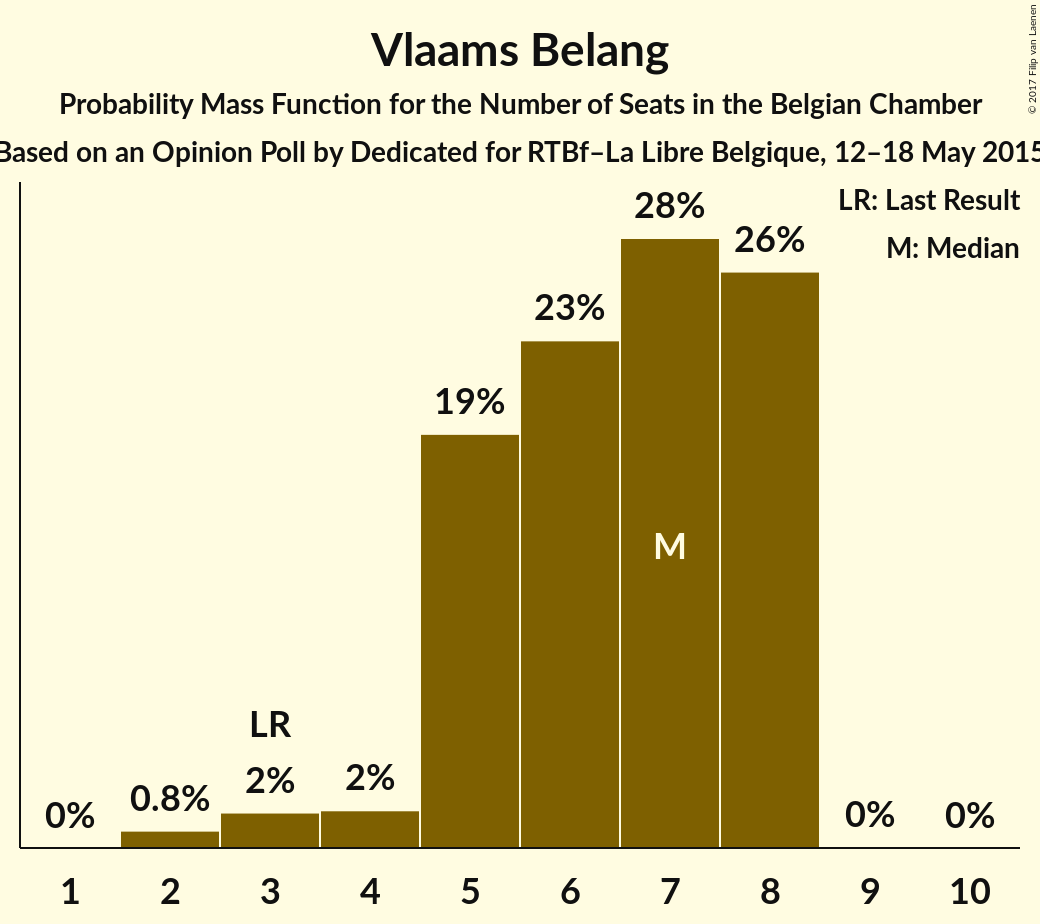 Vlaams Belang
Probability Mass Function for the Number of Seats in the Belgian Chamber
Based on an Opinion Poll by Dedicated for RTBf–La Libre Belgique, 12–18 May 2015
© 2017 Filip van Laenen
LR: Last Result
M: Median
28%
26%
23%
19%
M
LR
0% 0.8% 2% 2% 0% 0%
1 2 3 4 5 6 7 8 9 10